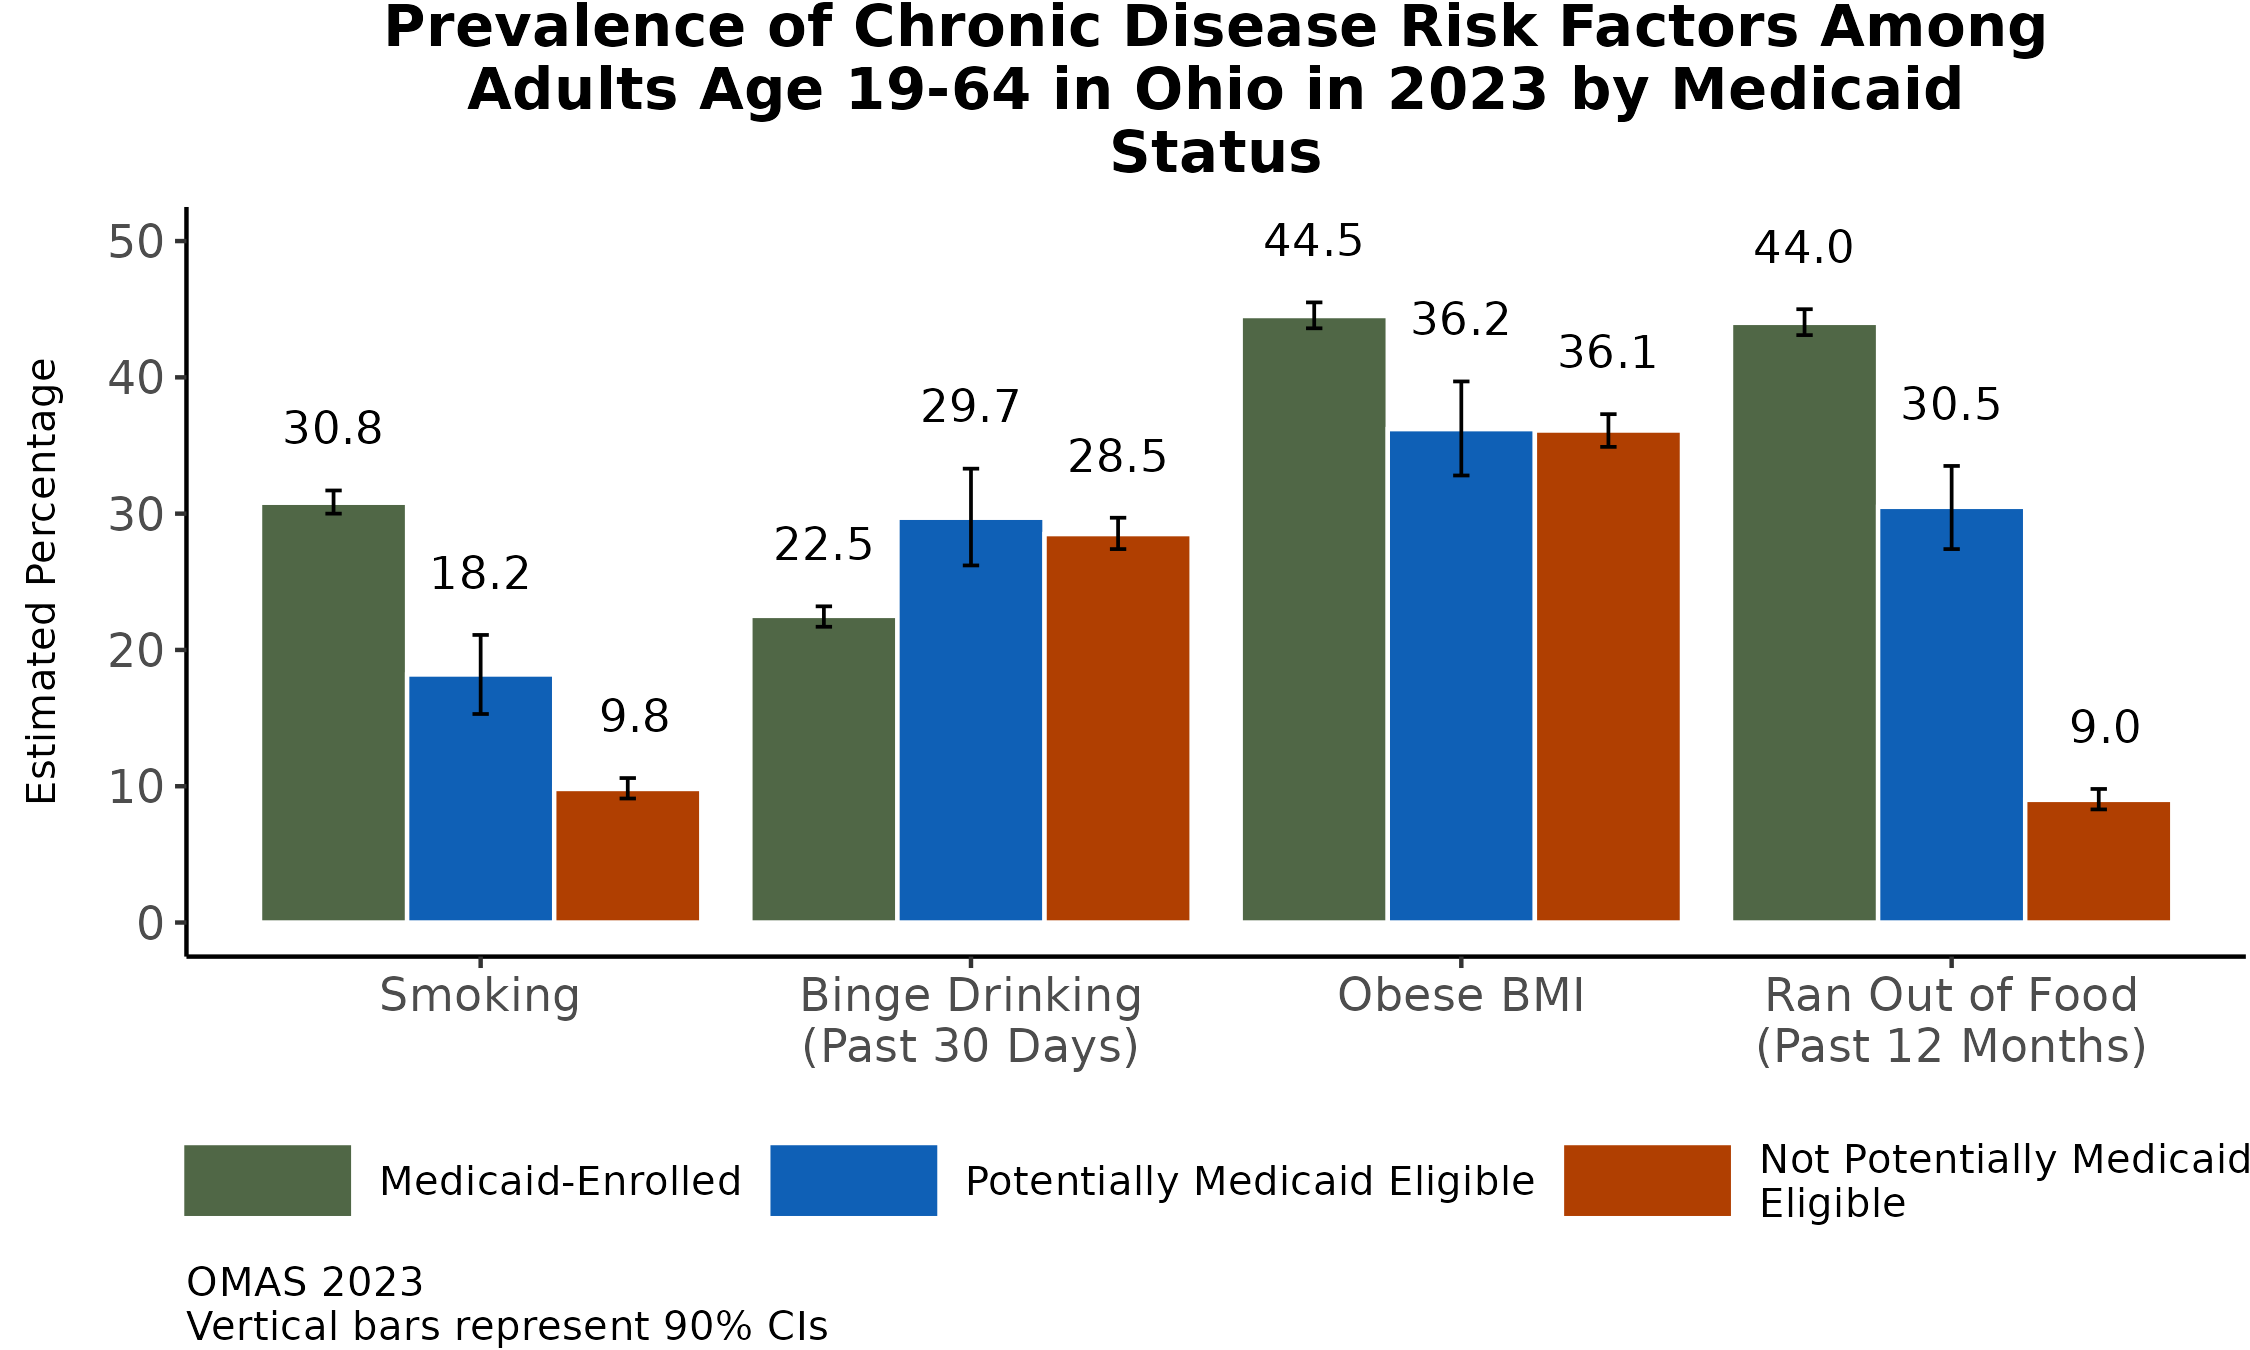 Prevalence of Chronic Disease Risk Factors Among
Adults Age 19-64 in Ohio in 2023 by Medicaid
Status
Estimated Percentage
50
40
30
20
10
0
30.8
18.2
9.8
22.5
29.7
28.5
44.5
36.2
36.1
44.0
30.5
9.0
Smoking
Binge Drinking
(Past 30 Days)
Obese BMI
Ran Out of Food
(Past 12 Months)
Medicaid-Enrolled
Potentially Medicaid Eligible
Not Potentially Medicaid
Eligible
OMAS 2023
Vertical bars represent 90% CIs